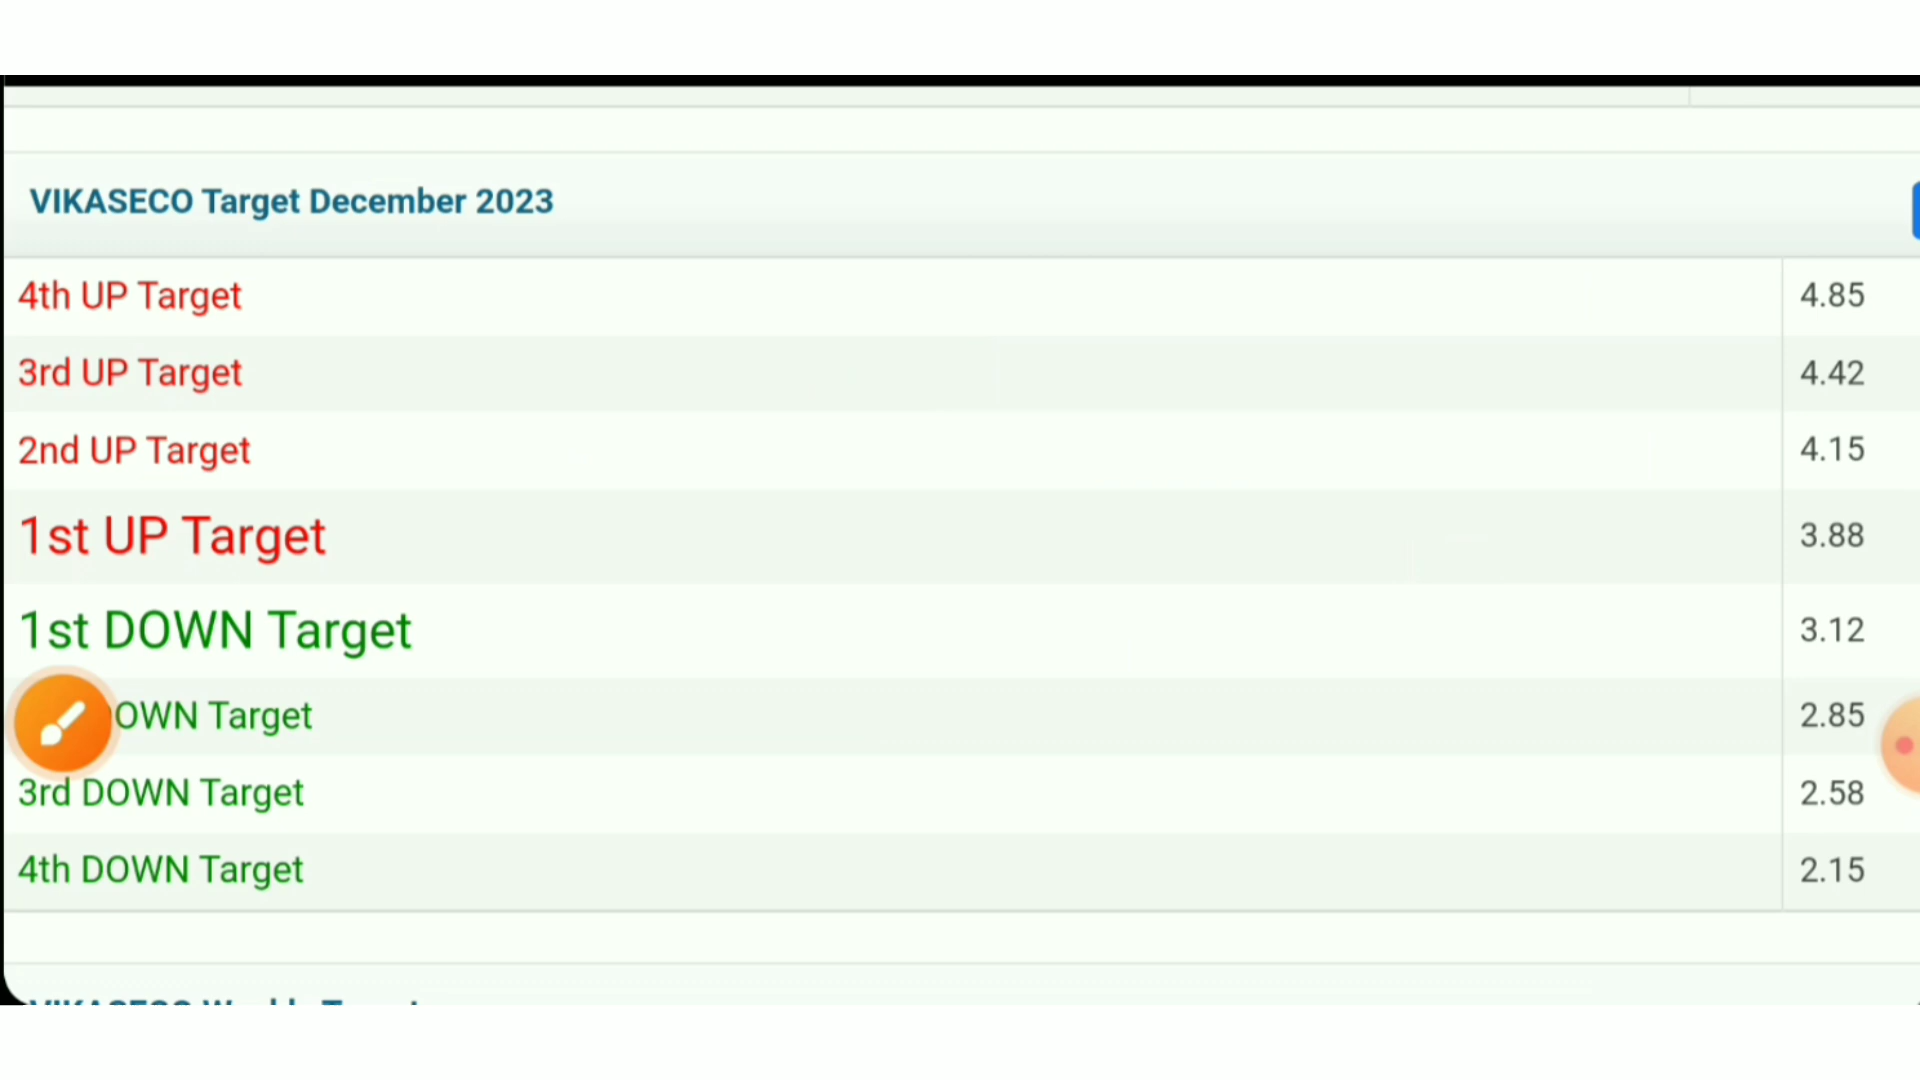 VIKASECO Target December 2023
4th UP Target 4.85
3rd UP Target 4.42
2nd UP Target 4.15
1st UP Target 3.88
1st DOWN Target 3.12
OWN Target 2.85
3rd DOWN Target 2.58
4th DOWN Target 2.15